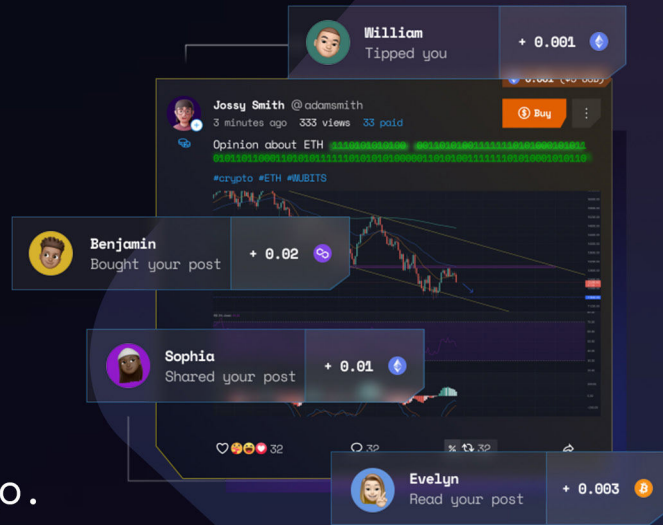 William
Tipped you
+ 0.001
Jossy Smith @adamsmith
3 minutes ago 333 views 33 paid
Buy
Opinion about ETH
#crypto #ETH #WUBITS
Benjamin
Bought your post
+ 0.02
Sophia
Shared your post
+ 0.01
32
32
32
Evelyn
Read your post
+ 0.003
o.